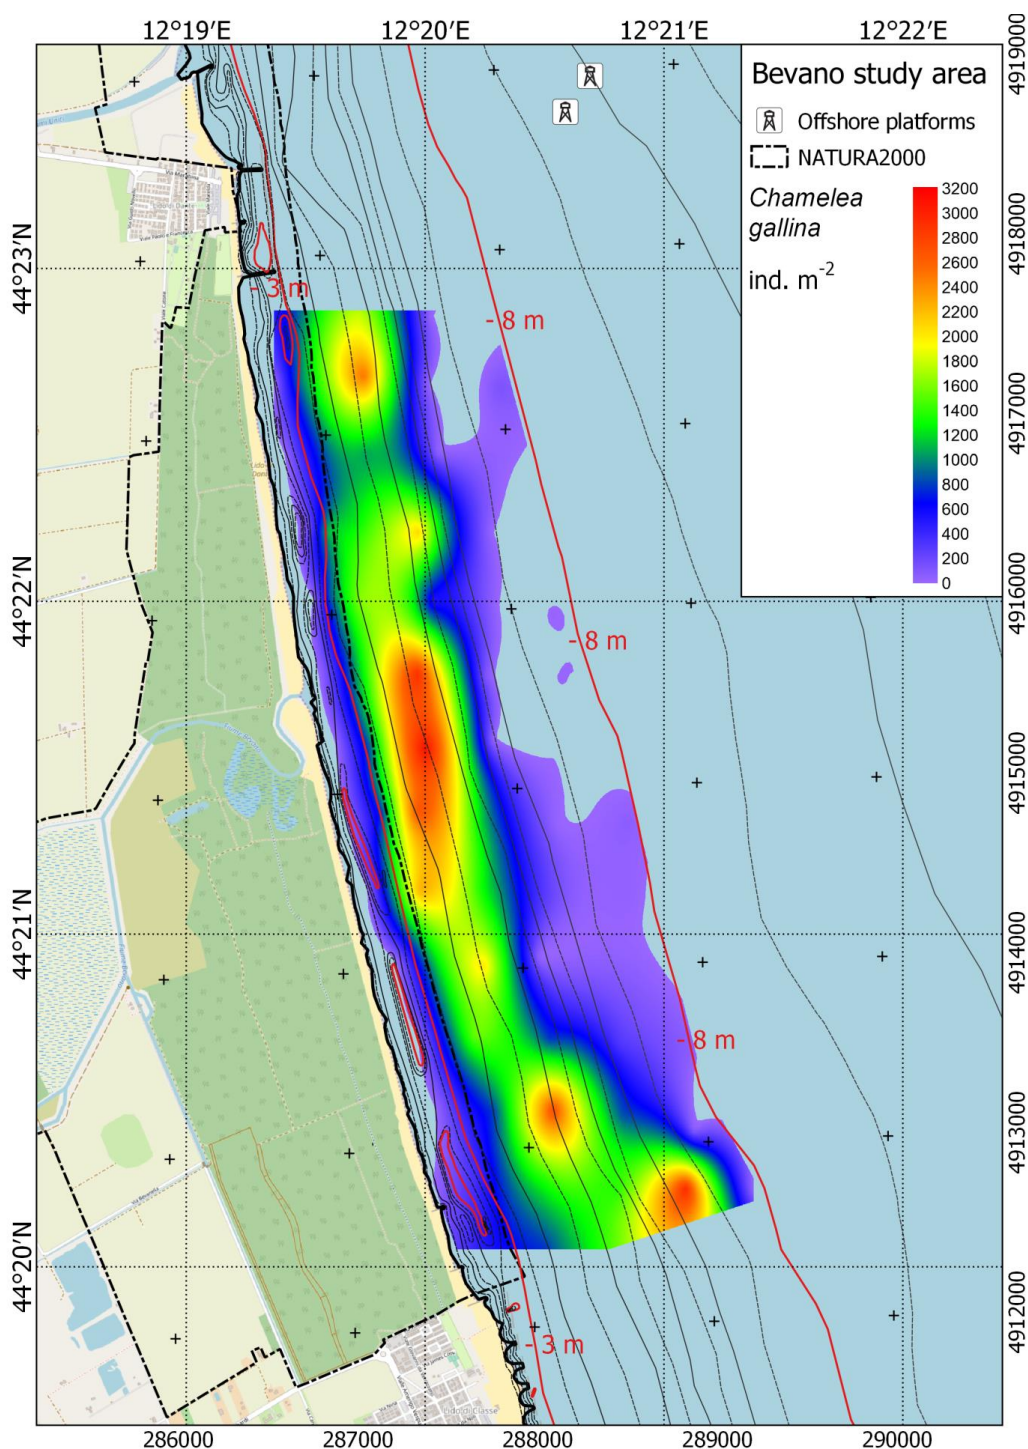 12°19′E 12°20′E 12°21′E 12°22′E
4919000
Bevano study area
Offshore platforms
NATURA2000
Chamelea
gallina
ind. m-2
3200
3000
2800
2600
2400
2200
2000
1800
1600
1400
1200
1000
800
600
400
200
0
4918000
44°23′N
- 3 m
- 8 m
4917000
44°22′N
4916000
- 8 m
4915000
44°21′N
4914000
- 8 m
4913000
44°20′N
4912000
- 3 m
Lido di Classe
286000 287000 288000 289000 290000